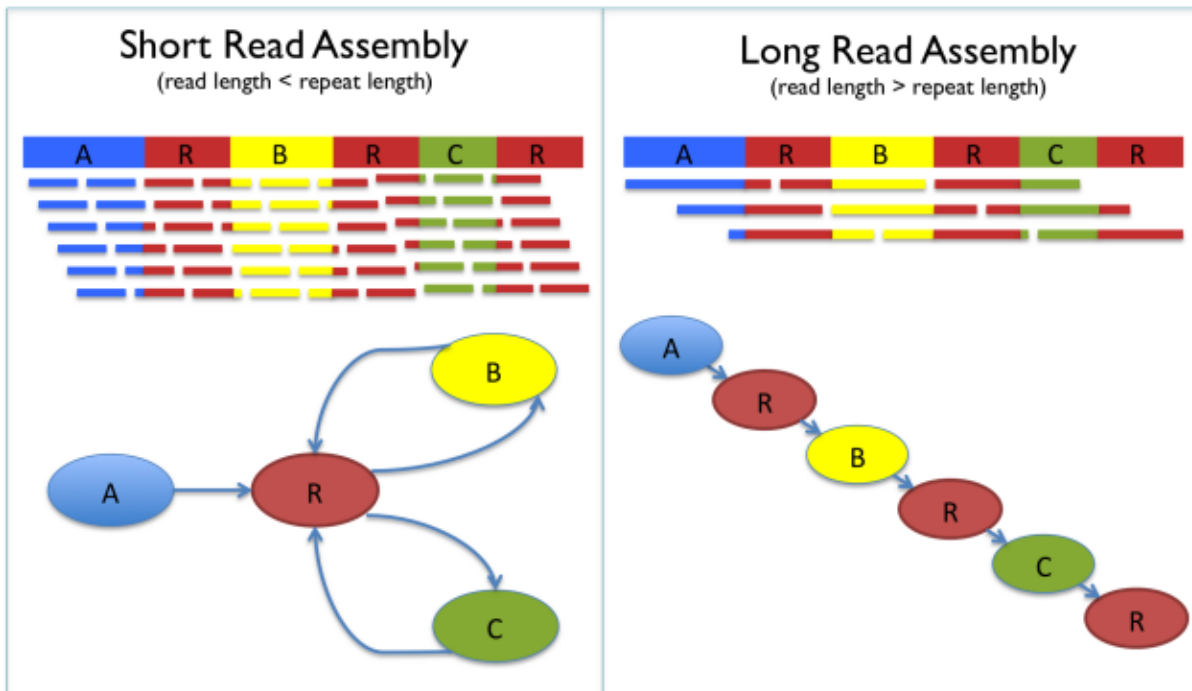 Short Read Assembly
(read length < repeat length)
A R B R C R
B
A R
C
Long Read Assembly
(read length > repeat length)
A R B R C R
A
R
B
R
C
R